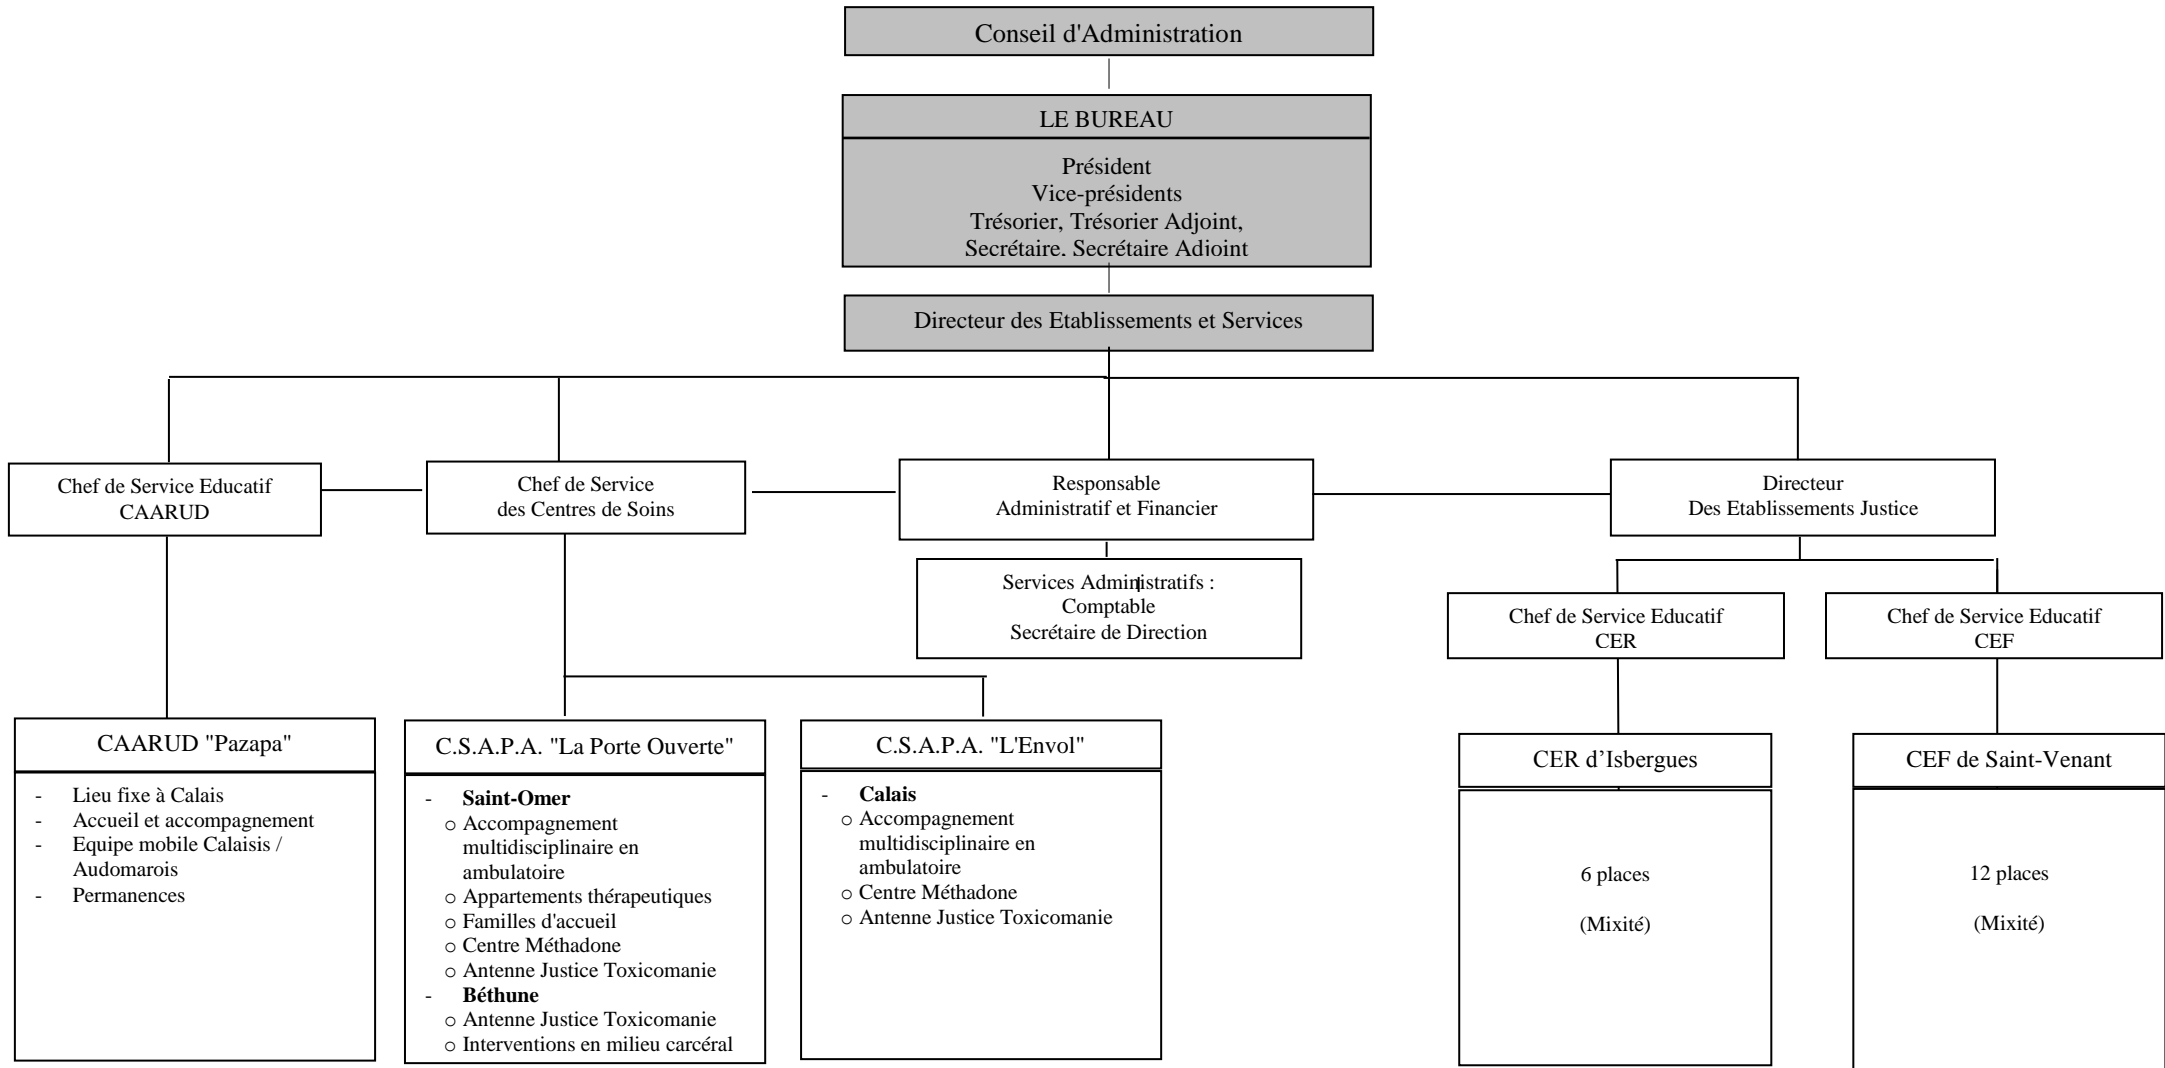 Conseil d'Administration
LE BUREAU
Président
Vice-présidents
Trésorier, Trésorier Adjoint,
Secrétaire, Secrétaire Adjoint
Directeur des Etablissements et Services
Chef de Service Educatif
CAARUD
Chef de Service
des Centres de Soins
Responsable
Administratif et Financier
Directeur
Des Etablissements Justice
Services Administratifs :
Comptable
Secrétaire de Direction
Chef de Service Educatif
CER
Chef de Service Educatif
CEF
CAARUD "Pazapa"
- Lieu fixe à Calais
- Accueil et accompagnement
- Equipe mobile Calaisis /
Audomarois
- Permanences
C.S.A.P.A. "La Porte Ouverte"
- Saint-Omer
o Accompagnement
multidisciplinaire en
ambulatoire
o Appartements thérapeutiques
o Familles d'accueil
o Centre Méthadone
o Antenne Justice Toxicomanie
- Béthune
o Antenne Justice Toxicomanie
o Interventions en milieu carcéral
C.S.A.P.A. "L'Envol"
- Calais
o Accompagnement
multidisciplinaire en
ambulatoire
o Centre Méthadone
o Antenne Justice Toxicomanie
CER d’Isbergues
6 places
(Mixité)
CEF de Saint-Venant
12 places
(Mixité)